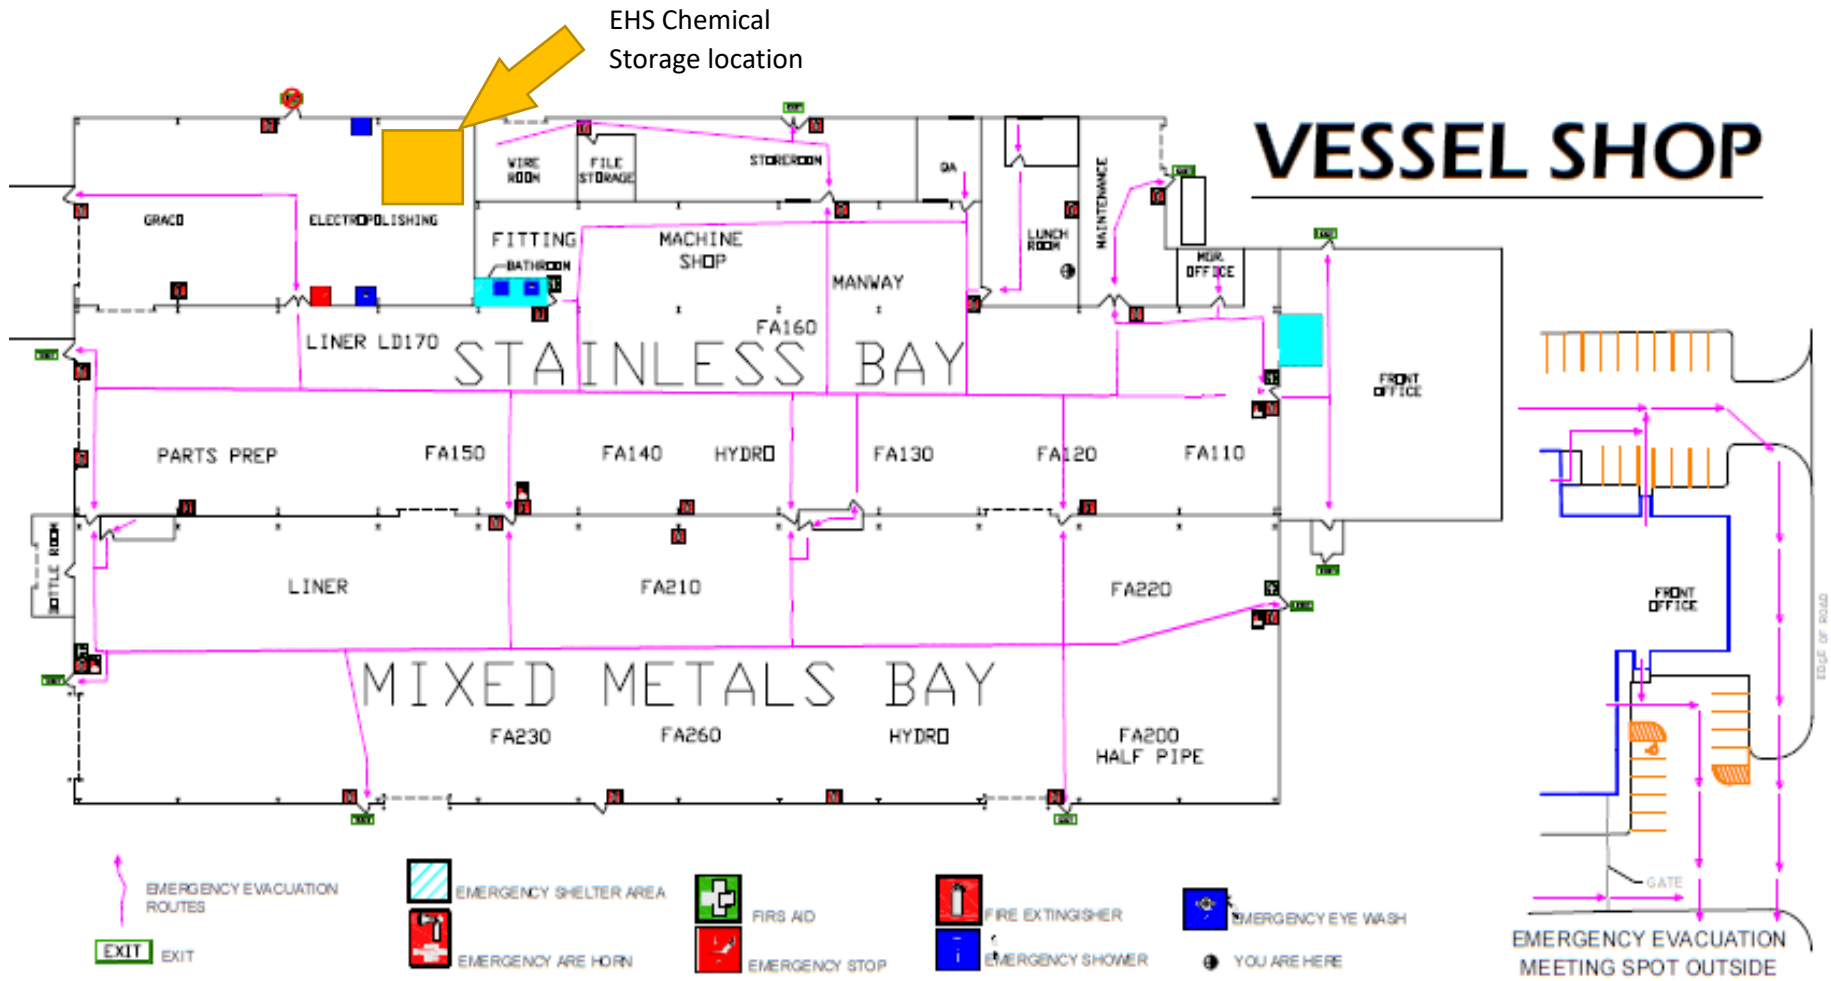 EHS Chemical
Storage location
VESSEL SHOP
WIRE
ROOM
FILE
STORAGE
STOREROOM
QA
MAINTENANCE
GRACO
ELECTROPOLISHING
FITTING
BATHROOM
MACHINE
SHOP
MANWAY
LUNCH
ROOM
MGR.
OFFICE
LINER LD170
FA160
STAINLESS BAY
FRONT
OFFICE
PARTS PREP
FA150
FA140
HYDRO
FA130
FA120
FA110
BOTTLE ROOM
LINER
FA210
FA220
FRONT
OFFICE
EDGE OF ROAD
MIXED METALS BAY
FA230
FA260
HYDRO
FA200
HALF PIPE
EMERGENCY EVACUATION
ROUTES
EMERGENCY SHELTER AREA
FIRS AID
FIRE EXTINGISHER
EMERGENCY EYE WASH
GATE
EXIT
EXIT
EMERGENCY ARE HORN
EMERGENCY STOP
EMERGENCY SHOWER
YOU ARE HERE
EMERGENCY EVACUATION
MEETING SPOT OUTSIDE